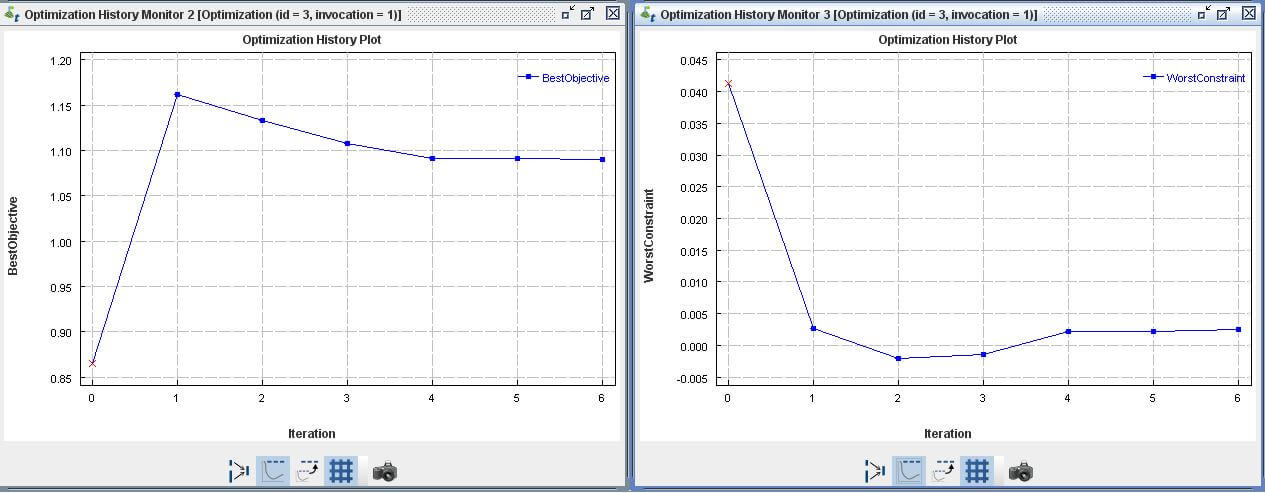 Optimization History Monitor 2 [Optimization (id = 3, invocation = 1)]
Optimization History Plot
BestObjective
1.20
1.15
1.10
1.05
1.00
0.95
0.90
0.85
BestObjective
0 1 2 3 4 5 6
Iteration
Optimization History Monitor 3 [Optimization (id = 3, invocation = 1)]
Optimization History Plot
WorstConstraint
0.045
0.040
0.035
0.030
0.025
0.020
0.015
0.010
0.005
0.000
-0.005
WorstConstraint
0 1 2 3 4 5 6
Iteration